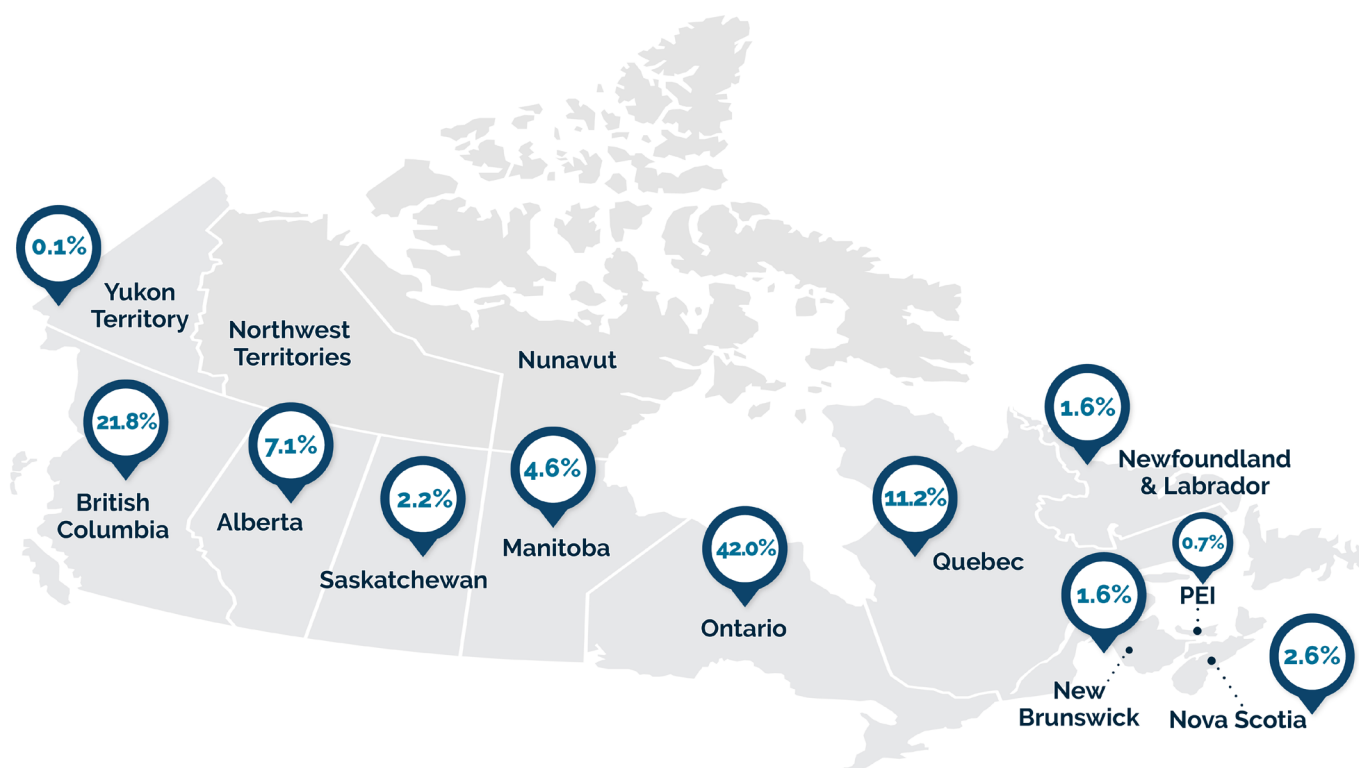 0.1%
Yukon
Territory
Northwest
Territories
Nunavut
21.8%
British
Columbia
7.1%
Alberta
2.2%
Saskatchewan
4.6%
Manitoba
42.0%
Ontario
11.2%
Quebec
1.6%
Newfoundland
& Labrador
0.7%
PEI
1.6%
New
Brunswick
2.6%
Nova Scotia